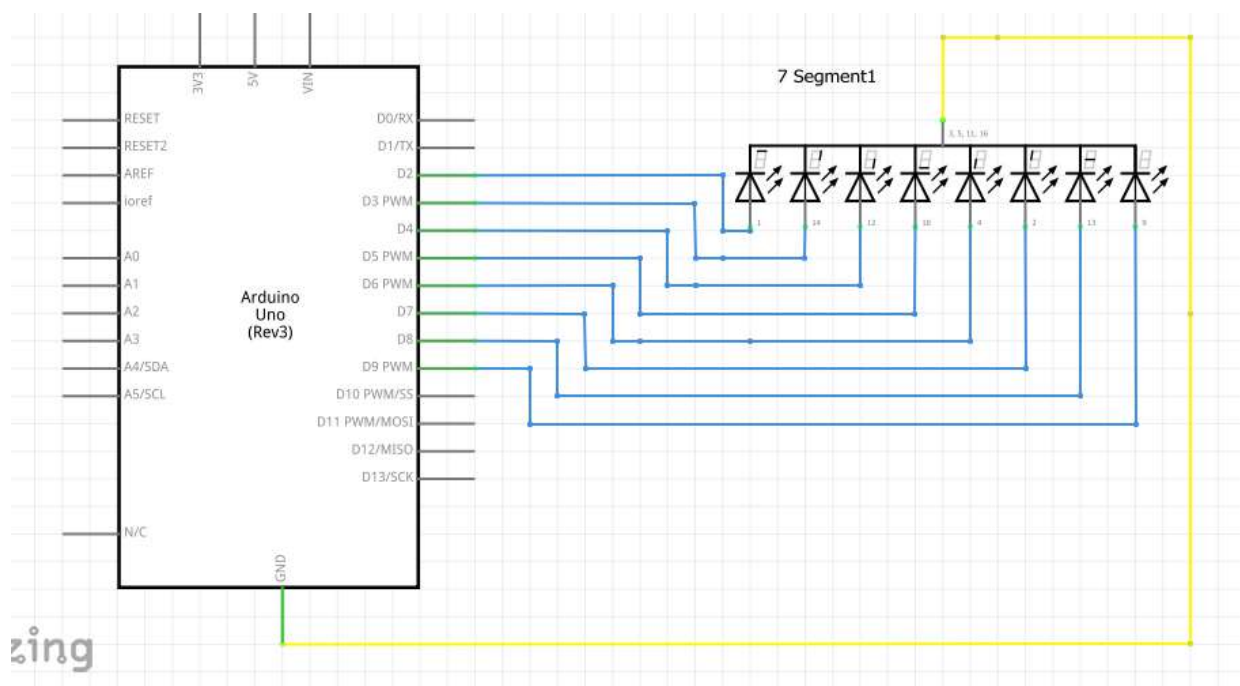 7 Segment1
3V3
5V
VIN
RESET
RESET2
AREF
ioref
A0
A1
A2
A3
A4/SDA
A5/SCL
N/C
D0/RX
D1/TX
D2
D3 PWM
D4
D5 PWM
D6 PWM
D7
D8
D9 PWM
D10 PWM/SS
D11 PWM/MOSI
D12/MISO
D13/SCK
Arduino
Uno
(Rev3)
GND
3, 5, 11, 16
1
14
12
10
4
2
13
9
zing